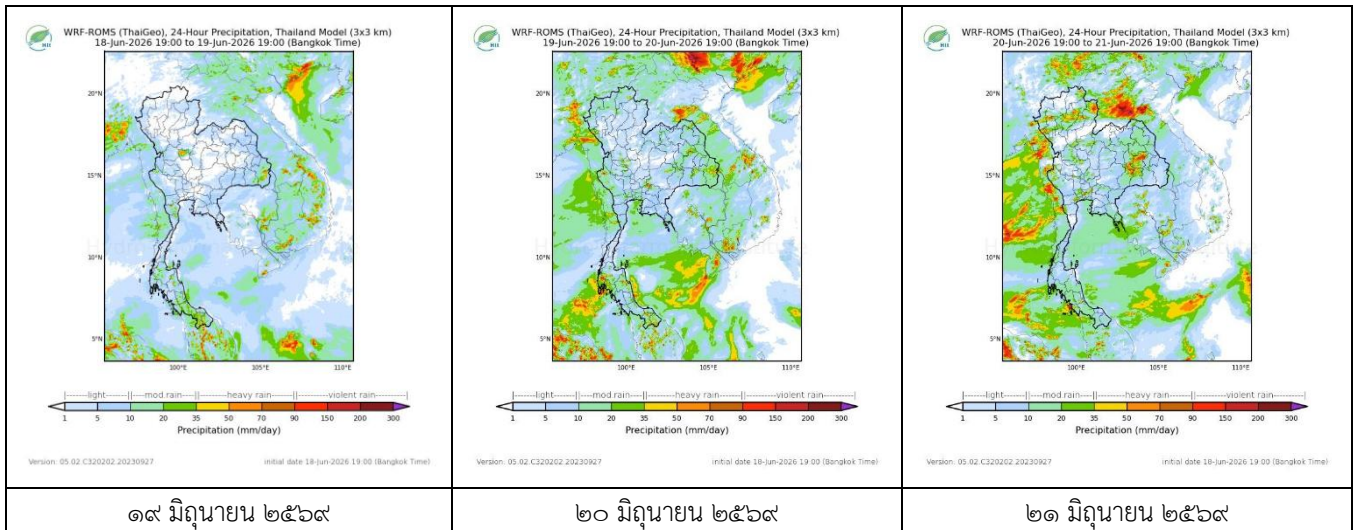 WRF-ROMS (ThaiGeo), 24-Hour Precipitation, Thailand Model (3x3 km)
18-Jun-2026 19:00 to 19-Jun-2026 19:00 (Bangkok Time)
HII
20°N
15°N
10°N
5°N
100°E 105°E 110°E
|------light-----||----mod.rain----||--------heavy rain-------||--------violent rain------|
1 5 10 20 35 50 70 90 150 200 300
Precipitation (mm/day)
Version: 05.02.C320202.20230927 initial date 18-Jun-2026 19:00 (Bangkok Time)
๑๙ มิถุนายน ๒๕๖๙
WRF-ROMS (ThaiGeo), 24-Hour Precipitation, Thailand Model (3x3 km)
19-Jun-2026 19:00 to 20-Jun-2026 19:00 (Bangkok Time)
HII
20°N
15°N
10°N
5°N
100°E 105°E 110°E
|------light-----||----mod.rain----||--------heavy rain-------||--------violent rain------|
1 5 10 20 35 50 70 90 150 200 300
Precipitation (mm/day)
Version: 05.02.C320202.20230927 initial date 18-Jun-2026 19:00 (Bangkok Time)
๒๐ มิถุนายน ๒๕๖๙
WRF-ROMS (ThaiGeo), 24-Hour Precipitation, Thailand Model (3x3 km)
20-Jun-2026 19:00 to 21-Jun-2026 19:00 (Bangkok Time)
HII
20°N
15°N
10°N
5°N
100°E 105°E 110°E
|------light-----||----mod.rain----||--------heavy rain-------||--------violent rain------|
1 5 10 20 35 50 70 90 150 200 300
Precipitation (mm/day)
Version: 05.02.C320202.20230927 initial date 18-Jun-2026 19:00 (Bangkok Time)
๒๑ มิถุนายน ๒๕๖๙